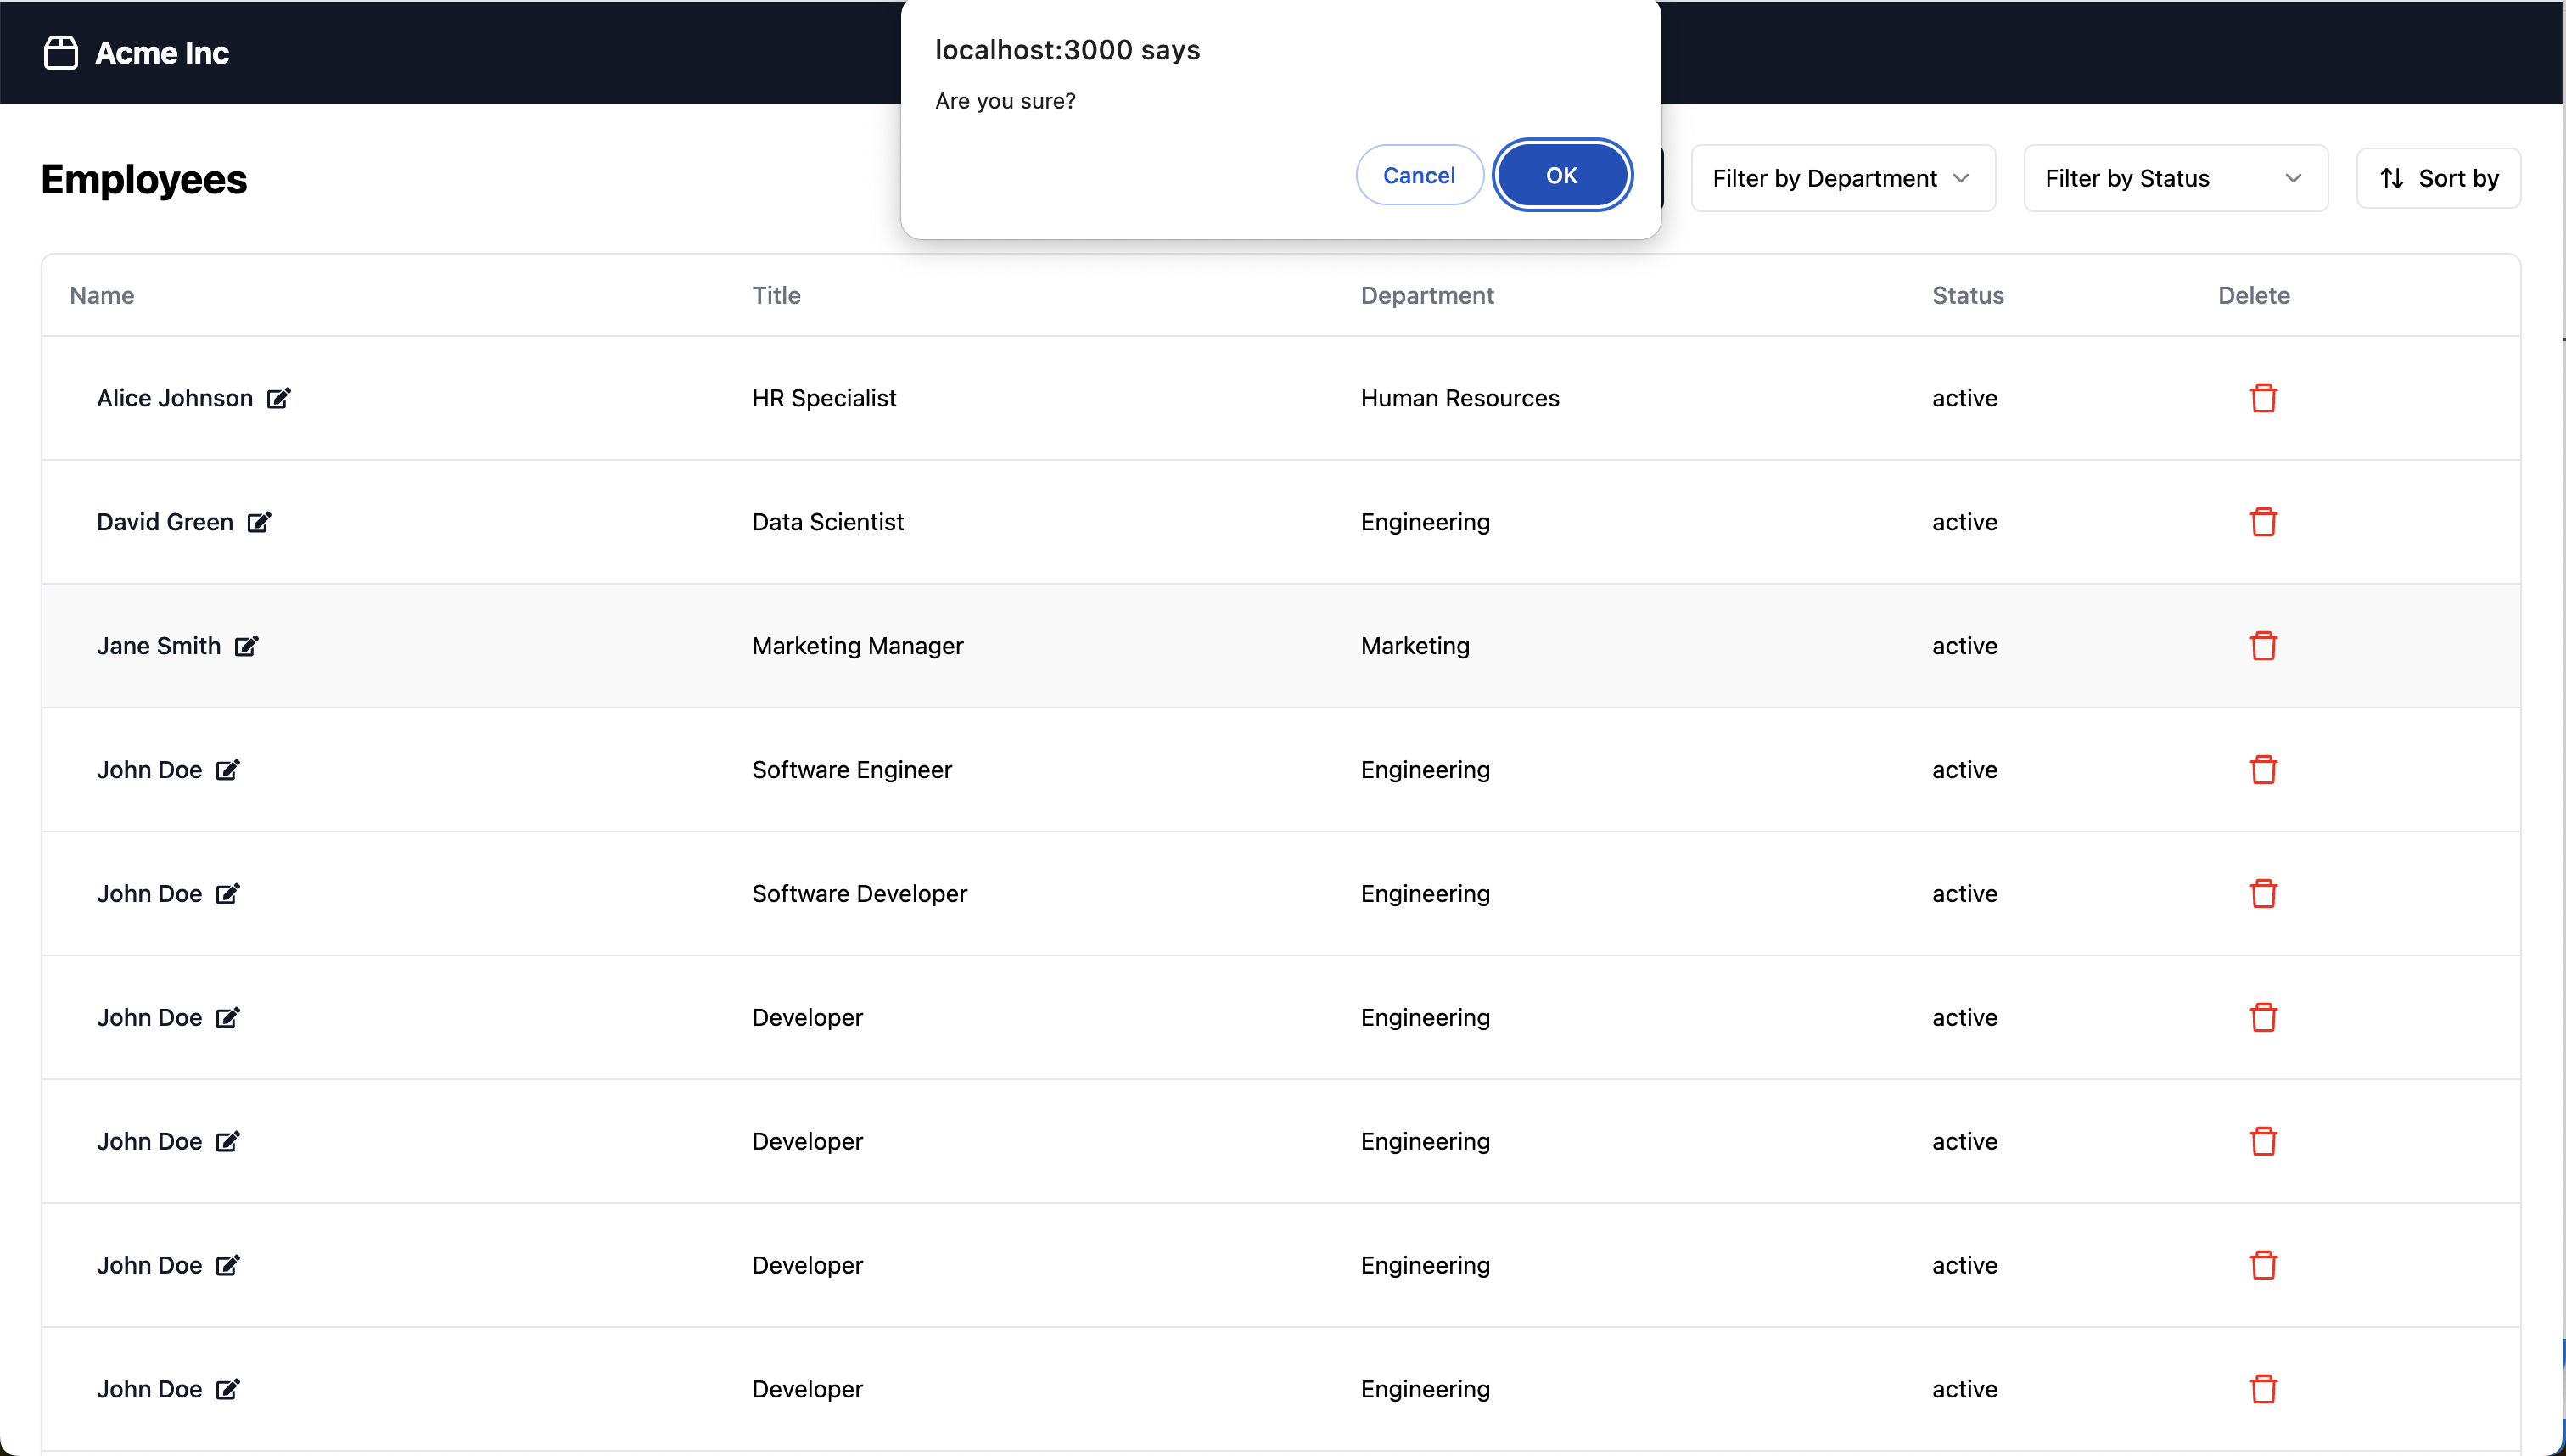 Acme Inc
localhost:3000 says
Are you sure?
Cancel OK
Employees Filter by Department Filter by Status Sort by
Name Title Department Status Delete
Alice Johnson HR Specialist Human Resources active
David Green Data Scientist Engineering active
Jane Smith Marketing Manager Marketing active
John Doe Software Engineer Engineering active
John Doe Software Developer Engineering active
John Doe Developer Engineering active
John Doe Developer Engineering active
John Doe Developer Engineering active
John Doe Developer Engineering active